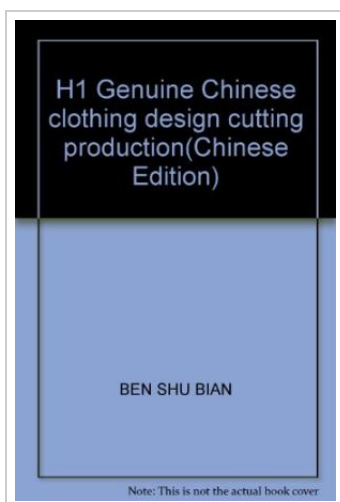 H1 Genuine Chinese
clothing design cutting
production(Chinese
Edition)
BEN SHU BIAN
Note: This is not the actual book cover